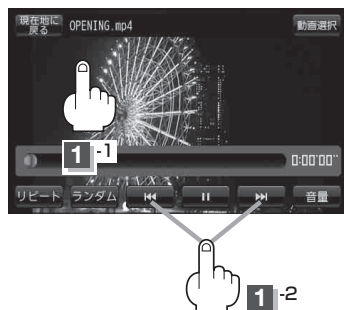 現在地に
戻る
OPENING.mp4
動画選択
1-1
0:00'00"
リピート ランダム 音量
1-2